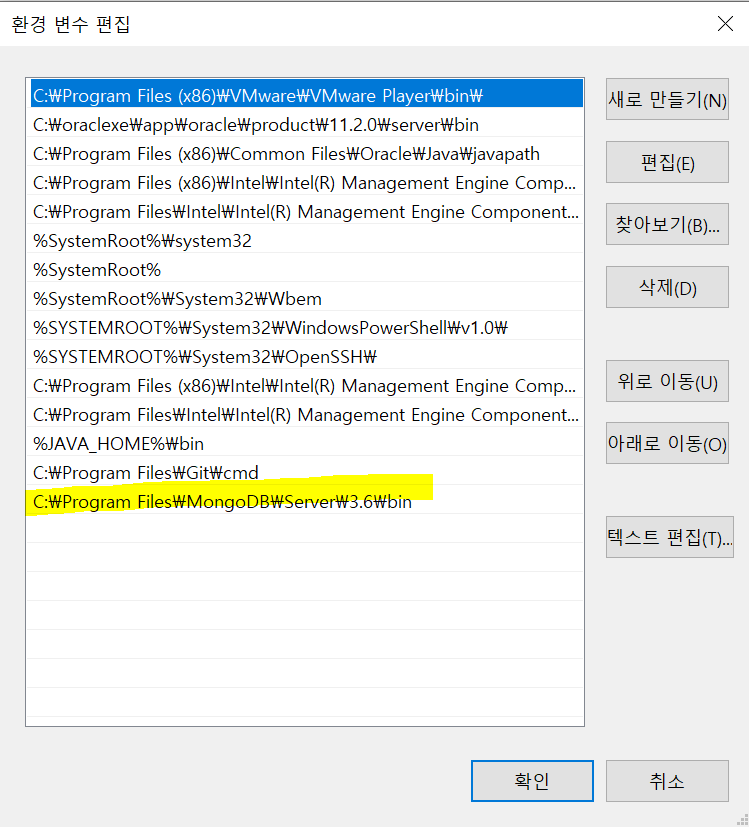 환경 변수 편집
C:₩Program Files (x86)₩VMware₩VMware Player₩bin₩
C:₩oraclexe₩app₩oracle₩product₩11.2.0₩server₩bin
C:₩Program Files (x86)₩Common Files₩Oracle₩Java₩javapath
C:₩Program Files (x86)₩Intel₩Intel(R) Management Engine Comp...
C:₩Program Files₩Intel₩Intel(R) Management Engine Component...
%SystemRoot%₩system32
%SystemRoot%
%SystemRoot%₩System32₩Wbem
%SYSTEMROOT%₩System32₩WindowsPowerShell₩v1.0₩
%SYSTEMROOT%₩System32₩OpenSSH₩
C:₩Program Files (x86)₩Intel₩Intel(R) Management Engine Comp...
C:₩Program Files₩Intel₩Intel(R) Management Engine Component...
%JAVA_HOME%₩bin
C:₩Program Files₩Git₩cmd
C:₩Program Files₩MongoDB₩Server₩3.6₩bin
새로 만들기(N)
편집(E)
찾아보기(B)...
삭제(D)
위로 이동(U)
아래로 이동(O)
텍스트 편집(T)...
확인
취소